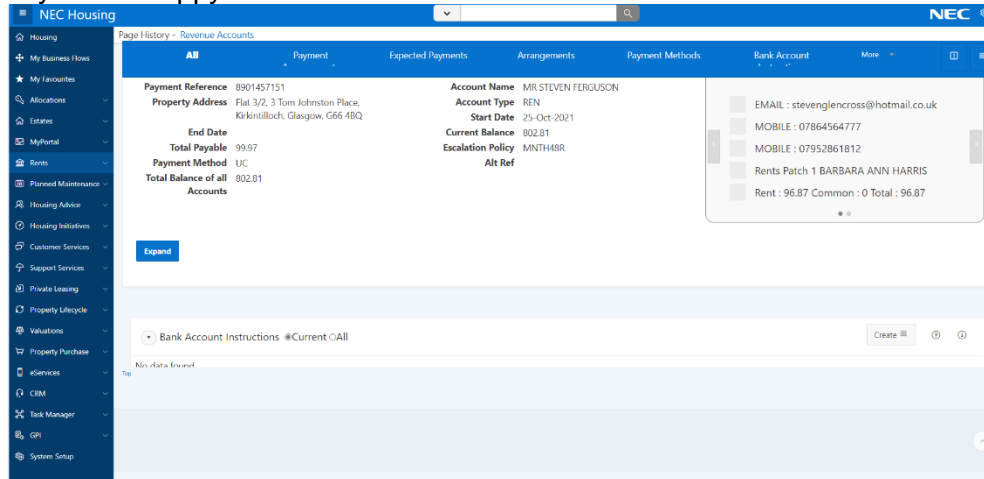 NEC Housing
NEC
Housing
My Business Flows
My Favourites
Allocations
Estates
MyPortal
Rents
Planned Maintenance
Housing Advice
Housing Initiatives
Customer Services
Support Services
Private Leasing
Property Lifecycle
Valuations
Property Purchase
eServices
CRM
Task Manager
GPI
System Setup
Page History - Revenue Accounts
All Payment Expected Payments Arrangements Payment Methods Bank Account More
Payment Reference 8901457151
Property Address Flat 3/2, 3 Tom Johnston Place,
Kirkintilloch, Glasgow, G66 4BQ
End Date
Total Payable 99.97
Payment Method UC
Total Balance of all 802.81
Accounts
Account Name MR STEVEN FERGUSON
Account Type REN
Start Date 25-Oct-2021
Current Balance 802.81
Escalation Policy MNTH48R
Alt Ref
EMAIL : stevenglencross@hotmail.co.uk
MOBILE : 07864564777
MOBILE : 07952861812
Rents Patch 1 BARBARA ANN HARRIS
Rent : 96.87 Common : 0 Total : 96.87
Expand
Bank Account Instructions Current All
Create
No data found
Top